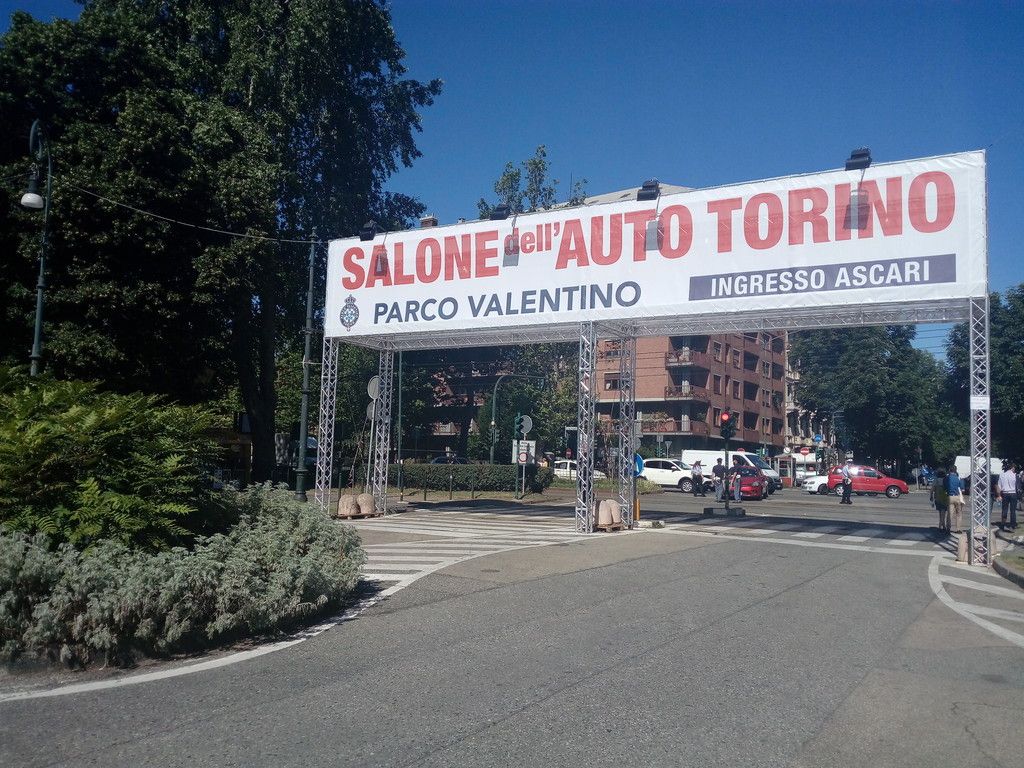 SALONE dell'AUTO TORINO
PARCO VALENTINO
INGRESSO ASCARI